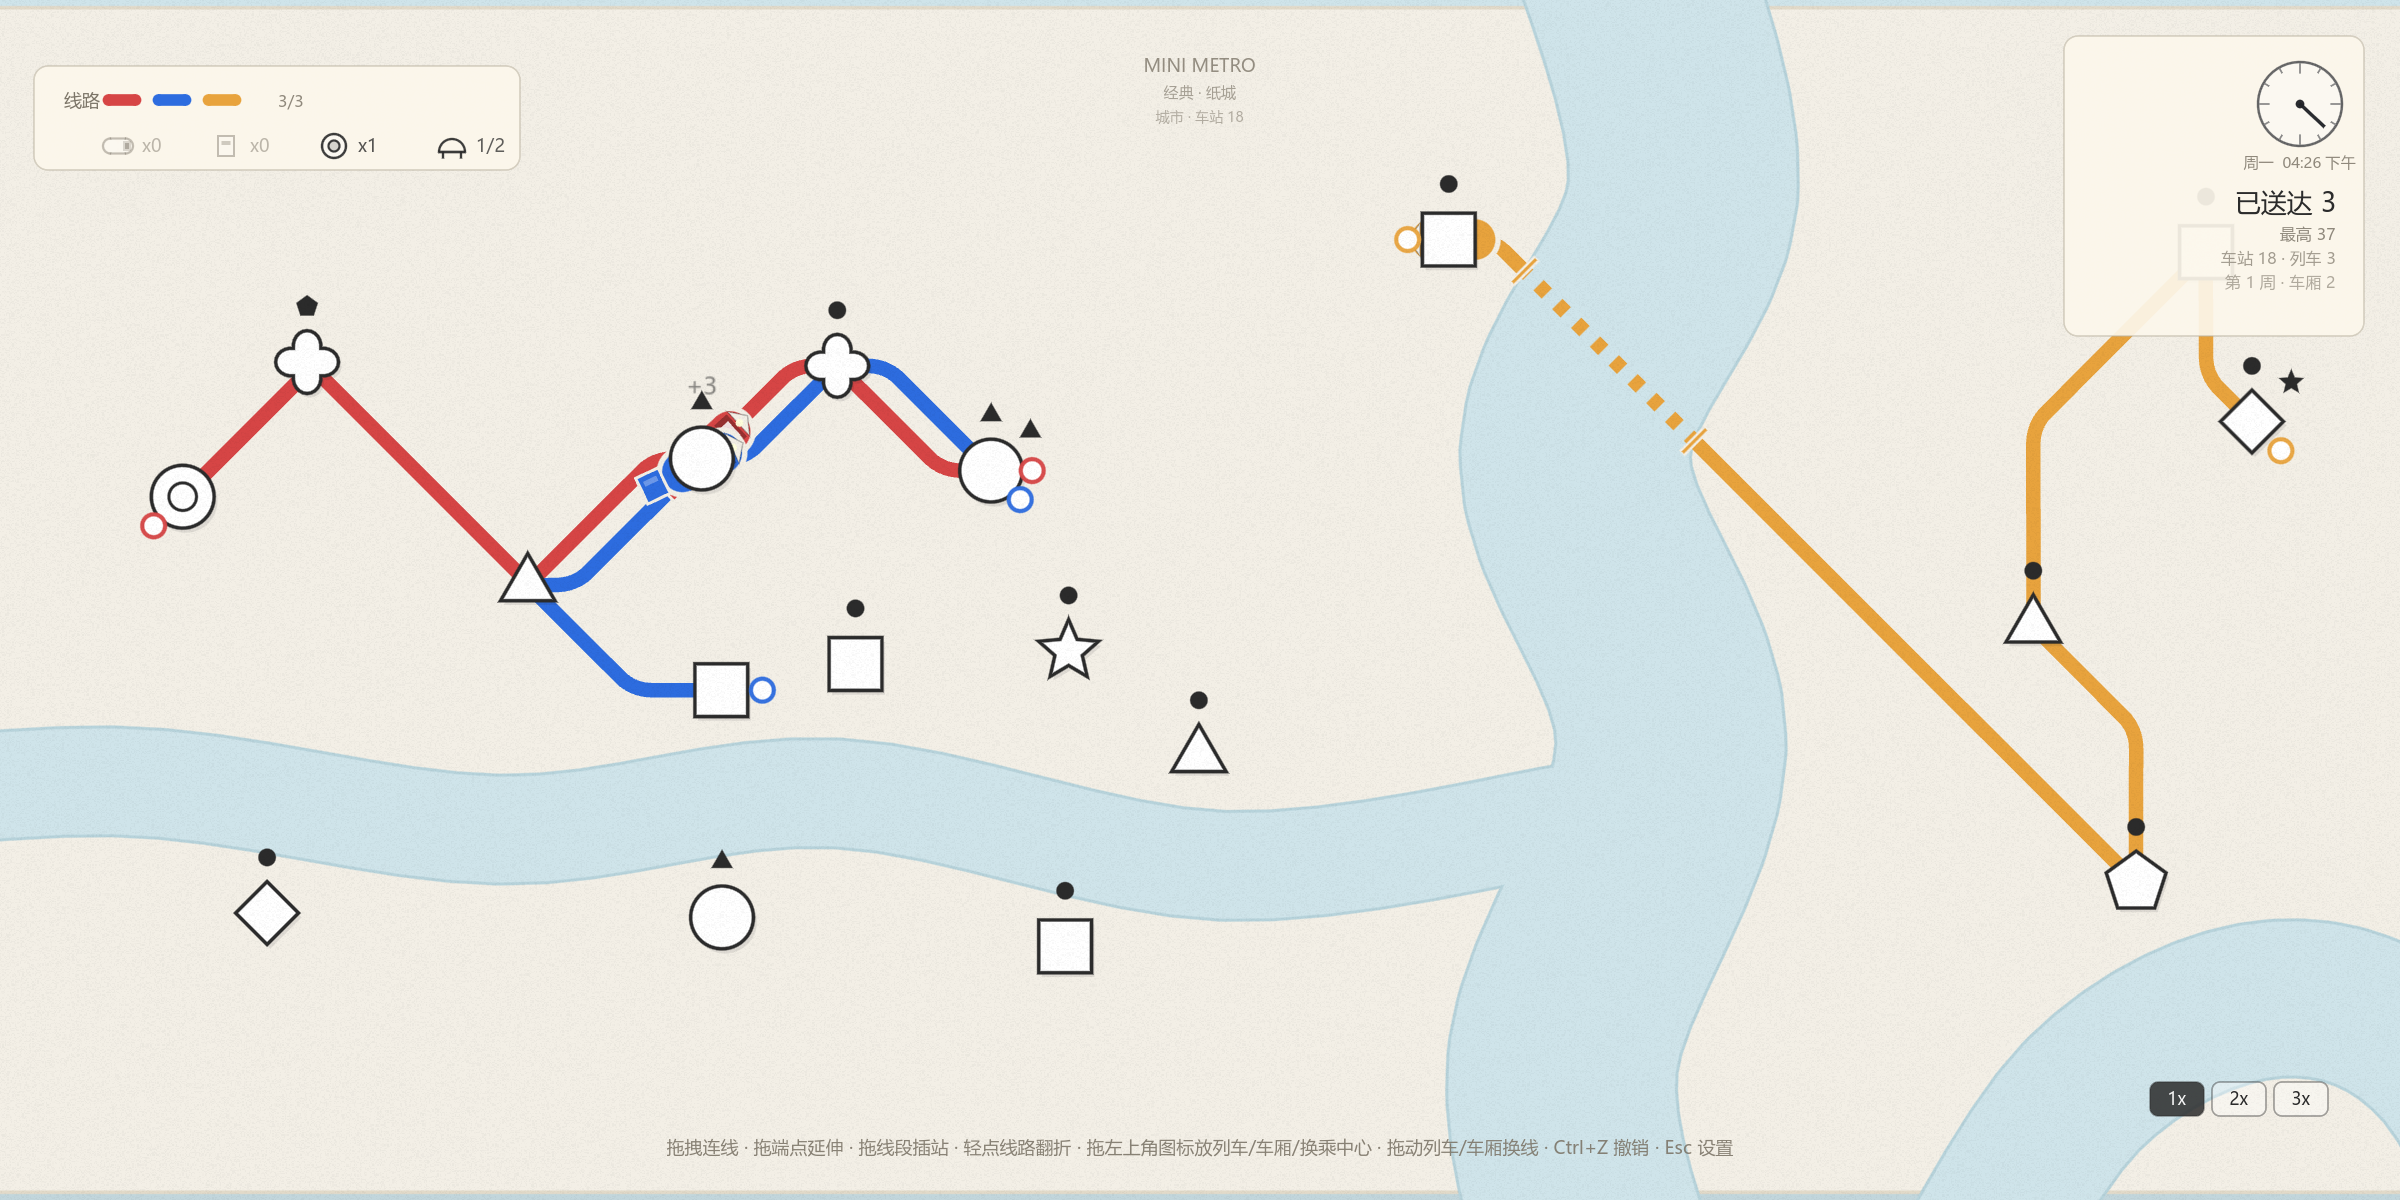 线路 3/3
x0 x0 x1 1/2
MINI METRO
经典 · 纸城
城市 · 车站 18
周一 04:26 下午
已送达 3
最高 37
车站 18 · 列车 3
第 1 周 · 车厢 2
+3
1x 2x 3x
拖拽连线 · 拖端点延伸 · 拖线段插站 · 轻点线路翻折 · 拖左上角图标放列车/车厢/换乘中心 · 拖动列车/车厢换线 · Ctrl+Z 撤销 · Esc 设置